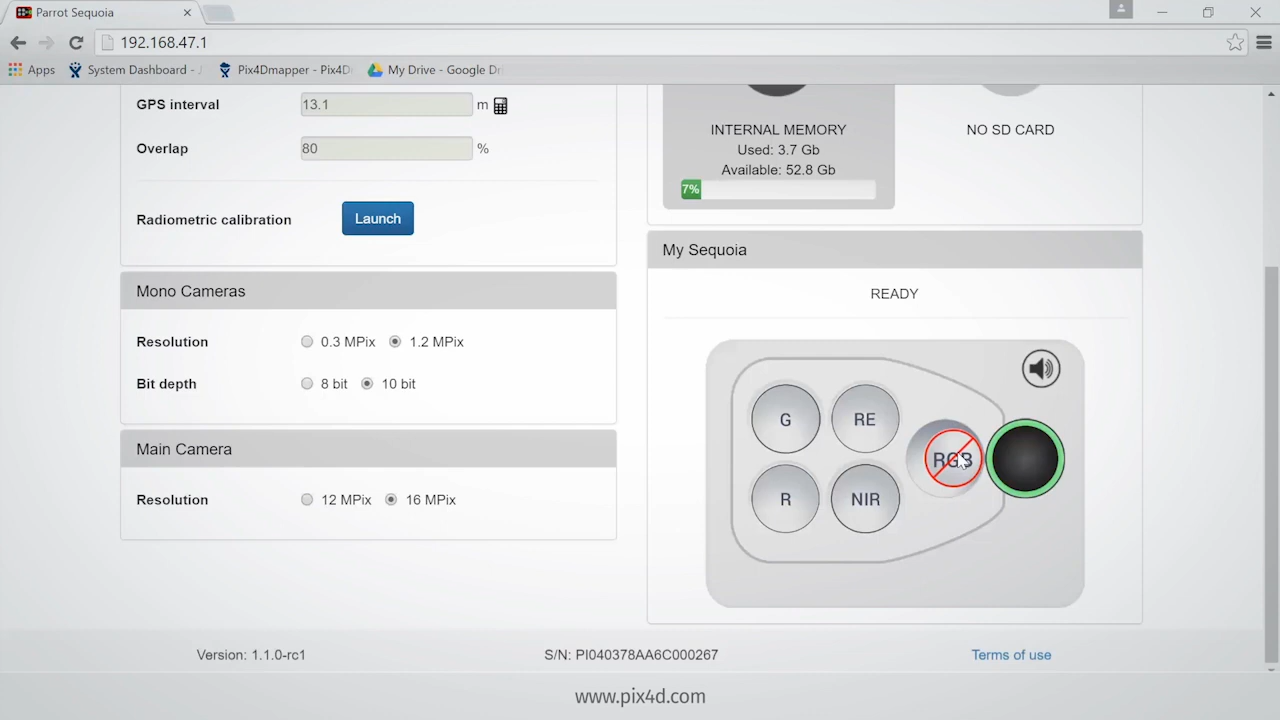 Parrot Sequoia
192.168.47.1
Apps System Dashboard - Pix4Dmapper - Pix4D My Drive - Google Dr
GPS interval 13.1 m
Overlap 80 %
Radiometric calibration Launch
Mono Cameras
Resolution 0.3 MPix 1.2 MPix
Bit depth 8 bit 10 bit
Main Camera
Resolution 12 MPix 16 MPix
INTERNAL MEMORY
Used: 3.7 Gb
Available: 52.8 Gb
7%
NO SD CARD
My Sequoia
READY
G RE
RGB
R NIR
Version: 1.1.0-rc1 S/N: PI040378AA6C000267 Terms of use
www.pix4d.com